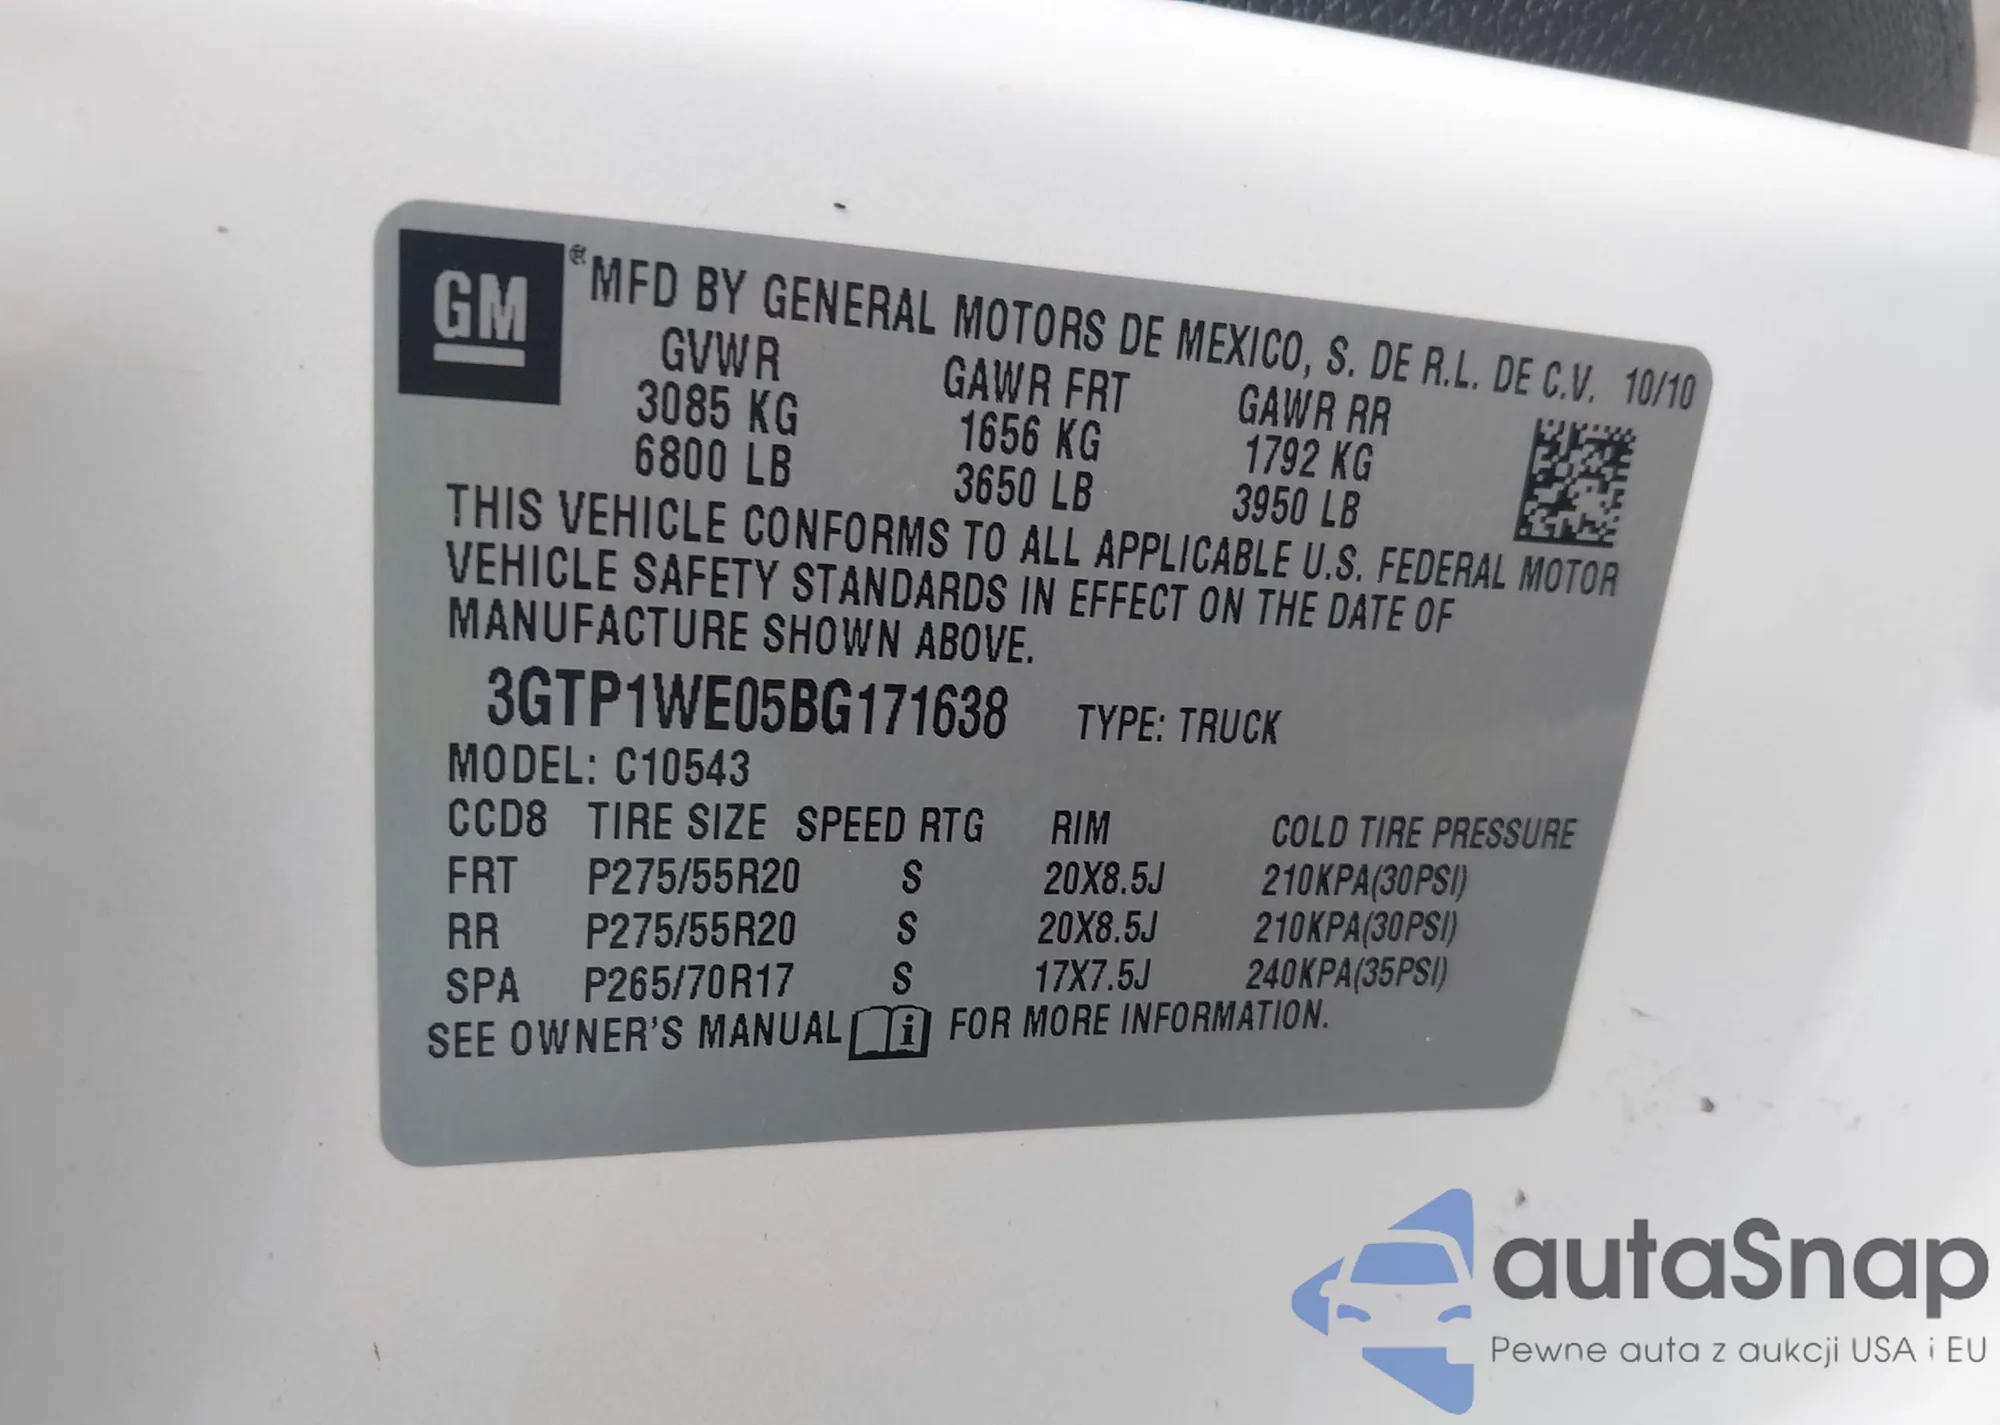 GM
® MFD BY GENERAL MOTORS DE MEXICO, S. DE R.L. DE C.V. 10/10
GVWR GAWR FRT GAWR RR
3085 KG 1656 KG 1792 KG
6800 LB 3650 LB 3950 LB
THIS VEHICLE CONFORMS TO ALL APPLICABLE U.S. FEDERAL MOTOR
VEHICLE SAFETY STANDARDS IN EFFECT ON THE DATE OF
MANUFACTURE SHOWN ABOVE.
3GTP1WE05BG171638 TYPE: TRUCK
MODEL: C10543
CCD8 TIRE SIZE SPEED RTG RIM COLD TIRE PRESSURE
FRT P275/55R20 S 20X8.5J 210KPA(30PSI)
RR P275/55R20 S 20X8.5J 210KPA(30PSI)
SPA P265/70R17 S 17X7.5J 240KPA(35PSI)
SEE OWNER'S MANUAL i FOR MORE INFORMATION.
autaSnap
Pewne auta z aukcji USA i EU